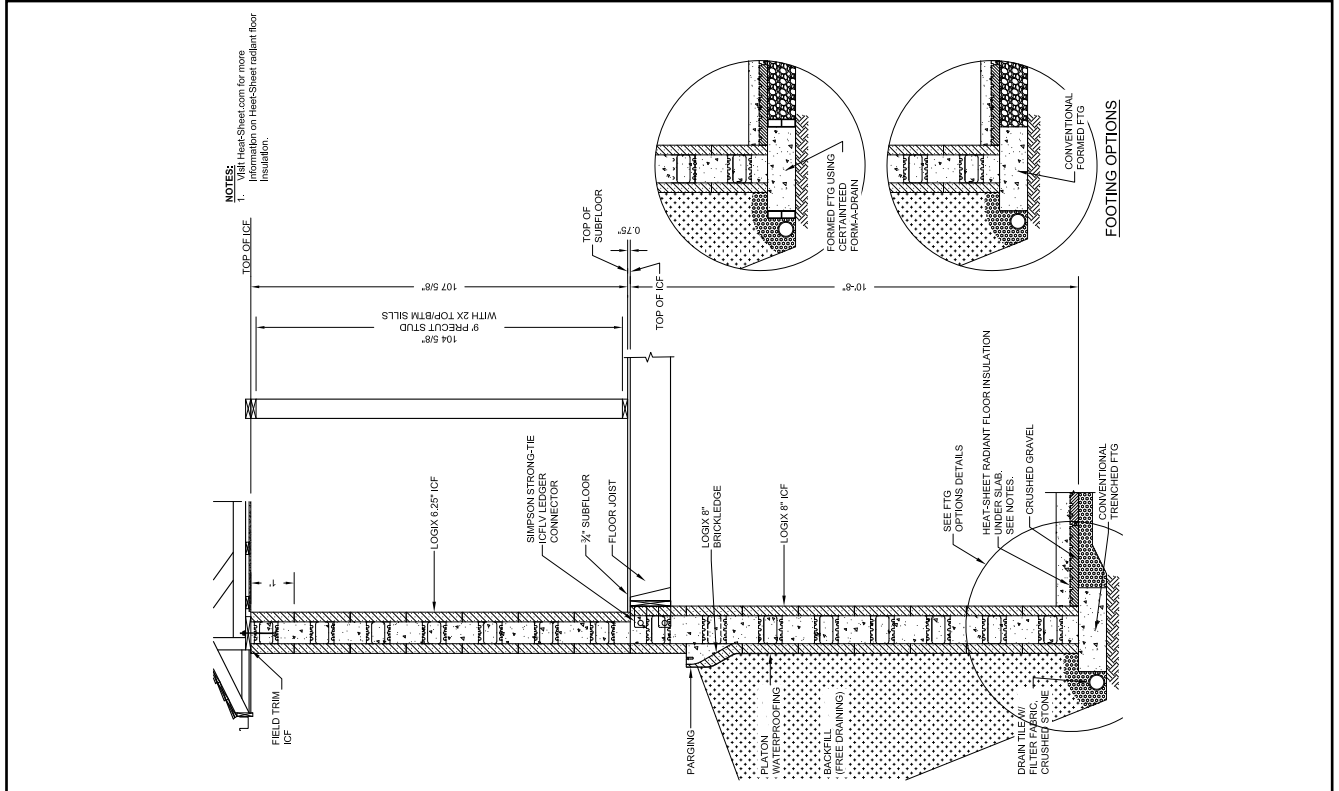 NOTES:
1. Visit Heat-Sheet.com for more
Information on Heet-Sheet radiant floor
Insulation.
TOP OF ICF
107 5/8"
104 5/8"
9' PRECUT STUD
WITH 2X TOP/BTM SILLS
TOP OF
SUBFLOOR
0.75"
TOP OF ICF
10'-8"
1'
FIELD TRIM
ICF
LOGIX 6.25" ICF
SIMPSON STRONG-TIE
ICFLV LEDGER
CONNECTOR
¾" SUBFLOOR
FLOOR JOIST
LOGIX 8"
BRICKLEDGE
LOGIX 8" ICF
PARGING
PLATON
WATERPROOFING
BACKFILL
(FREE DRAINING)
SEE FTG
OPTIONS DETAILS
HEAT-SHEET RADIANT FLOOR INSULATION
UNDER SLAB.
SEE NOTES.
CRUSHED GRAVEL
CONVENTIONAL
TRENCHED FTG
DRAIN TILE W/
FILTER FABRIC,
CRUSHED STONE
FORMED FTG USING
CERTAINTEED
FORM-A-DRAIN
CONVENTIONAL
FORMED FTG
FOOTING OPTIONS